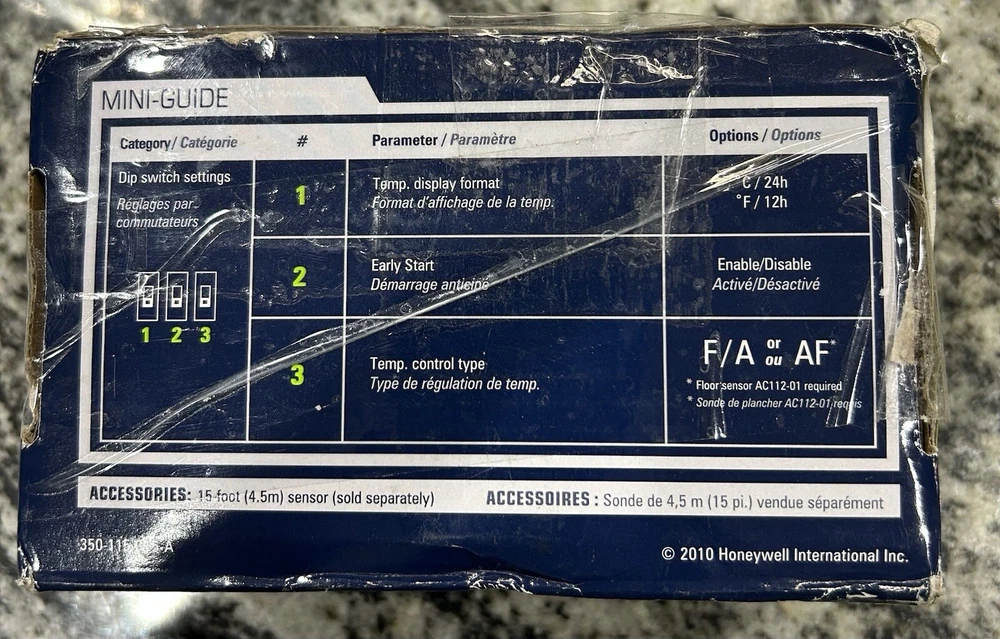 MINI-GUIDE
Category / Catégorie # Parameter / Paramètre Options / Options
Dip switch settings
Réglages par
commutateurs
1 2 3
1 Temp. display format
Format d'affichage de la temp.
°C / 24h
°F / 12h
2 Early Start
Démarrage anticipé
Enable/Disable
Activé/Désactivé
3 Temp. control type
Type de régulation de temp.
F/A or ou AF*
* Floor sensor AC112-01 required
* Sonde de plancher AC112-01 requis
ACCESSORIES: 15-foot (4.5m) sensor (sold separately) ACCESSOIRES : Sonde de 4,5 m (15 pi.) vendue séparément
© 2010 Honeywell International Inc.